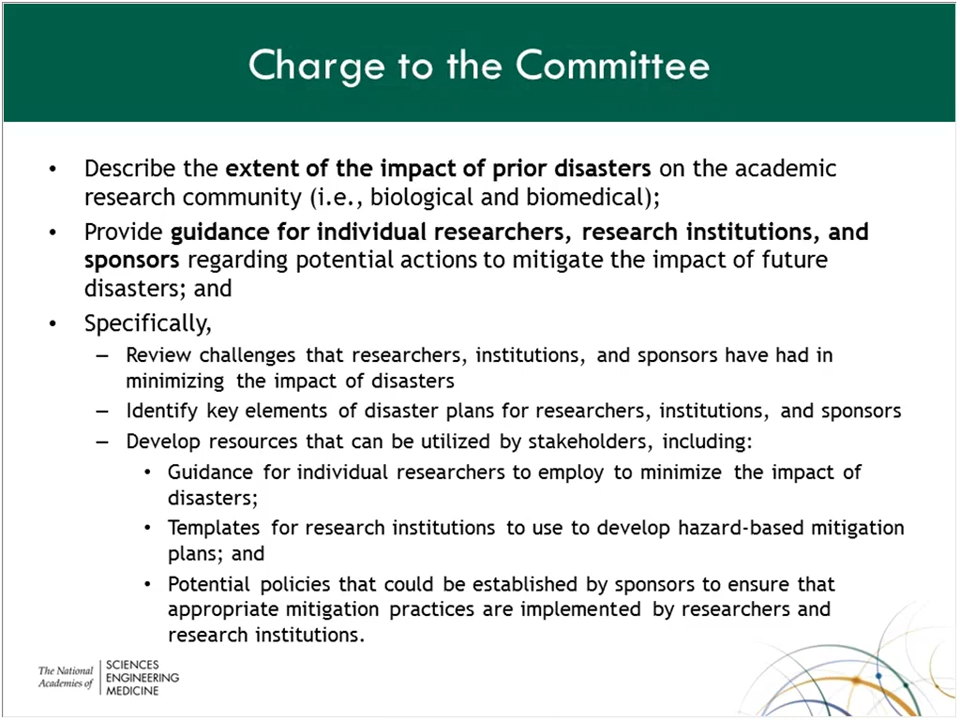 Charge to the Committee
• Describe the extent of the impact of prior disasters on the academic
research community (i.e., biological and biomedical);
• Provide guidance for individual researchers, research institutions, and
sponsors regarding potential actions to mitigate the impact of future
disasters; and
• Specifically,
– Review challenges that researchers, institutions, and sponsors have had in
minimizing the impact of disasters
– Identify key elements of disaster plans for researchers, institutions, and sponsors
– Develop resources that can be utilized by stakeholders, including:
• Guidance for individual researchers to employ to minimize the impact of
disasters;
• Templates for research institutions to use to develop hazard-based mitigation
plans; and
• Potential policies that could be established by sponsors to ensure that
appropriate mitigation practices are implemented by researchers and
research institutions.
The National
Academies of
SCIENCES
ENGINEERING
MEDICINE